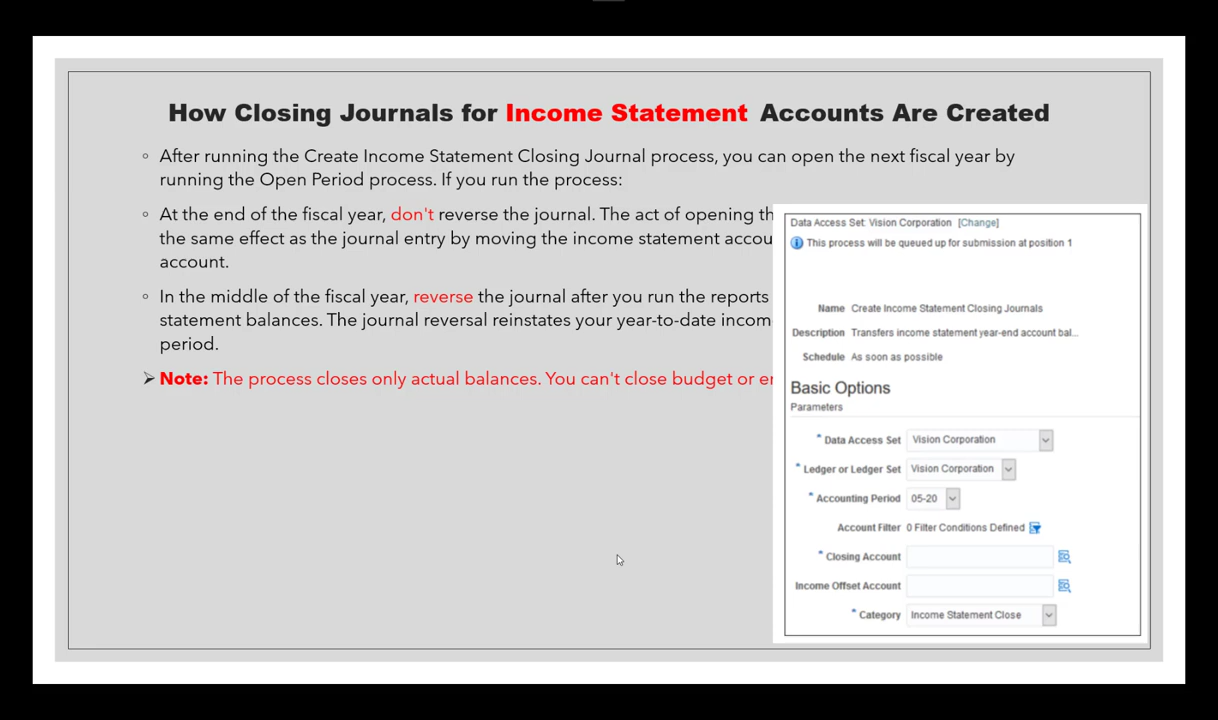 How Closing Journals for Income Statement Accounts Are Created
◦ After running the Create Income Statement Closing Journal process, you can open the next fiscal year by
running the Open Period process. If you run the process:
◦ At the end of the fiscal year, don't reverse the journal. The act of opening th
the same effect as the journal entry by moving the income statement accou
account.
◦ In the middle of the fiscal year, reverse the journal after you run the reports
statement balances. The journal reversal reinstates your year-to-date incom
period.
➢ Note: The process closes only actual balances. You can't close budget or en
Data Access Set: Vision Corporation [Change]
This process will be queued up for submission at position 1
Name Create Income Statement Closing Journals
Description Transfers income statement year-end account bal...
Schedule As soon as possible
Basic Options
Parameters
* Data Access Set Vision Corporation
* Ledger or Ledger Set Vision Corporation
* Accounting Period 05-20
Account Filter 0 Filter Conditions Defined
* Closing Account
Income Offset Account
* Category Income Statement Close